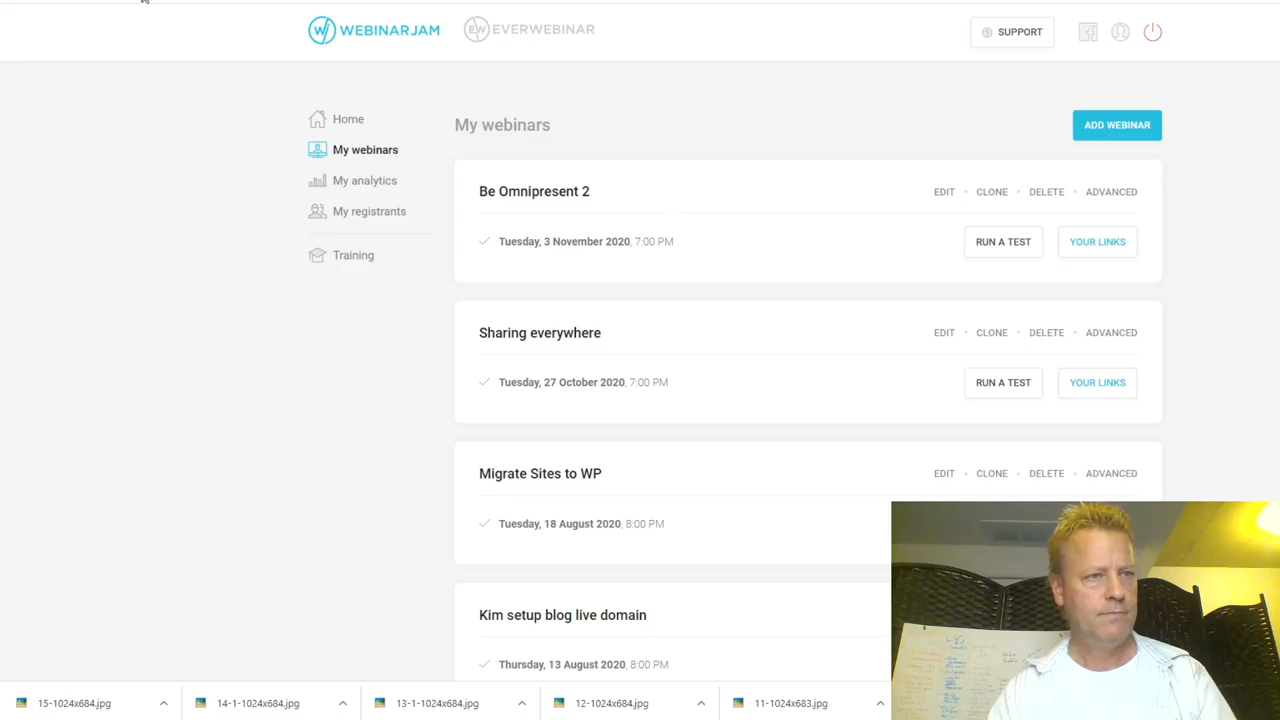 WEBINARJAM
EVERWEBINAR
SUPPORT
Home
My webinars
My analytics
My registrants
Training
My webinars
ADD WEBINAR
Be Omnipresent 2
EDIT • CLONE • DELETE • ADVANCED
Tuesday, 3 November 2020, 7:00 PM
RUN A TEST
YOUR LINKS
Sharing everywhere
EDIT • CLONE • DELETE • ADVANCED
Tuesday, 27 October 2020, 7:00 PM
RUN A TEST
YOUR LINKS
Migrate Sites to WP
EDIT • CLONE • DELETE • ADVANCED
Tuesday, 18 August 2020, 8:00 PM
Kim setup blog live domain
Thursday, 13 August 2020, 8:00 PM
15-1024x684.jpg
14-1-1024x684.jpg
13-1-1024x684.jpg
12-1024x684.jpg
11-1024x683.jpg